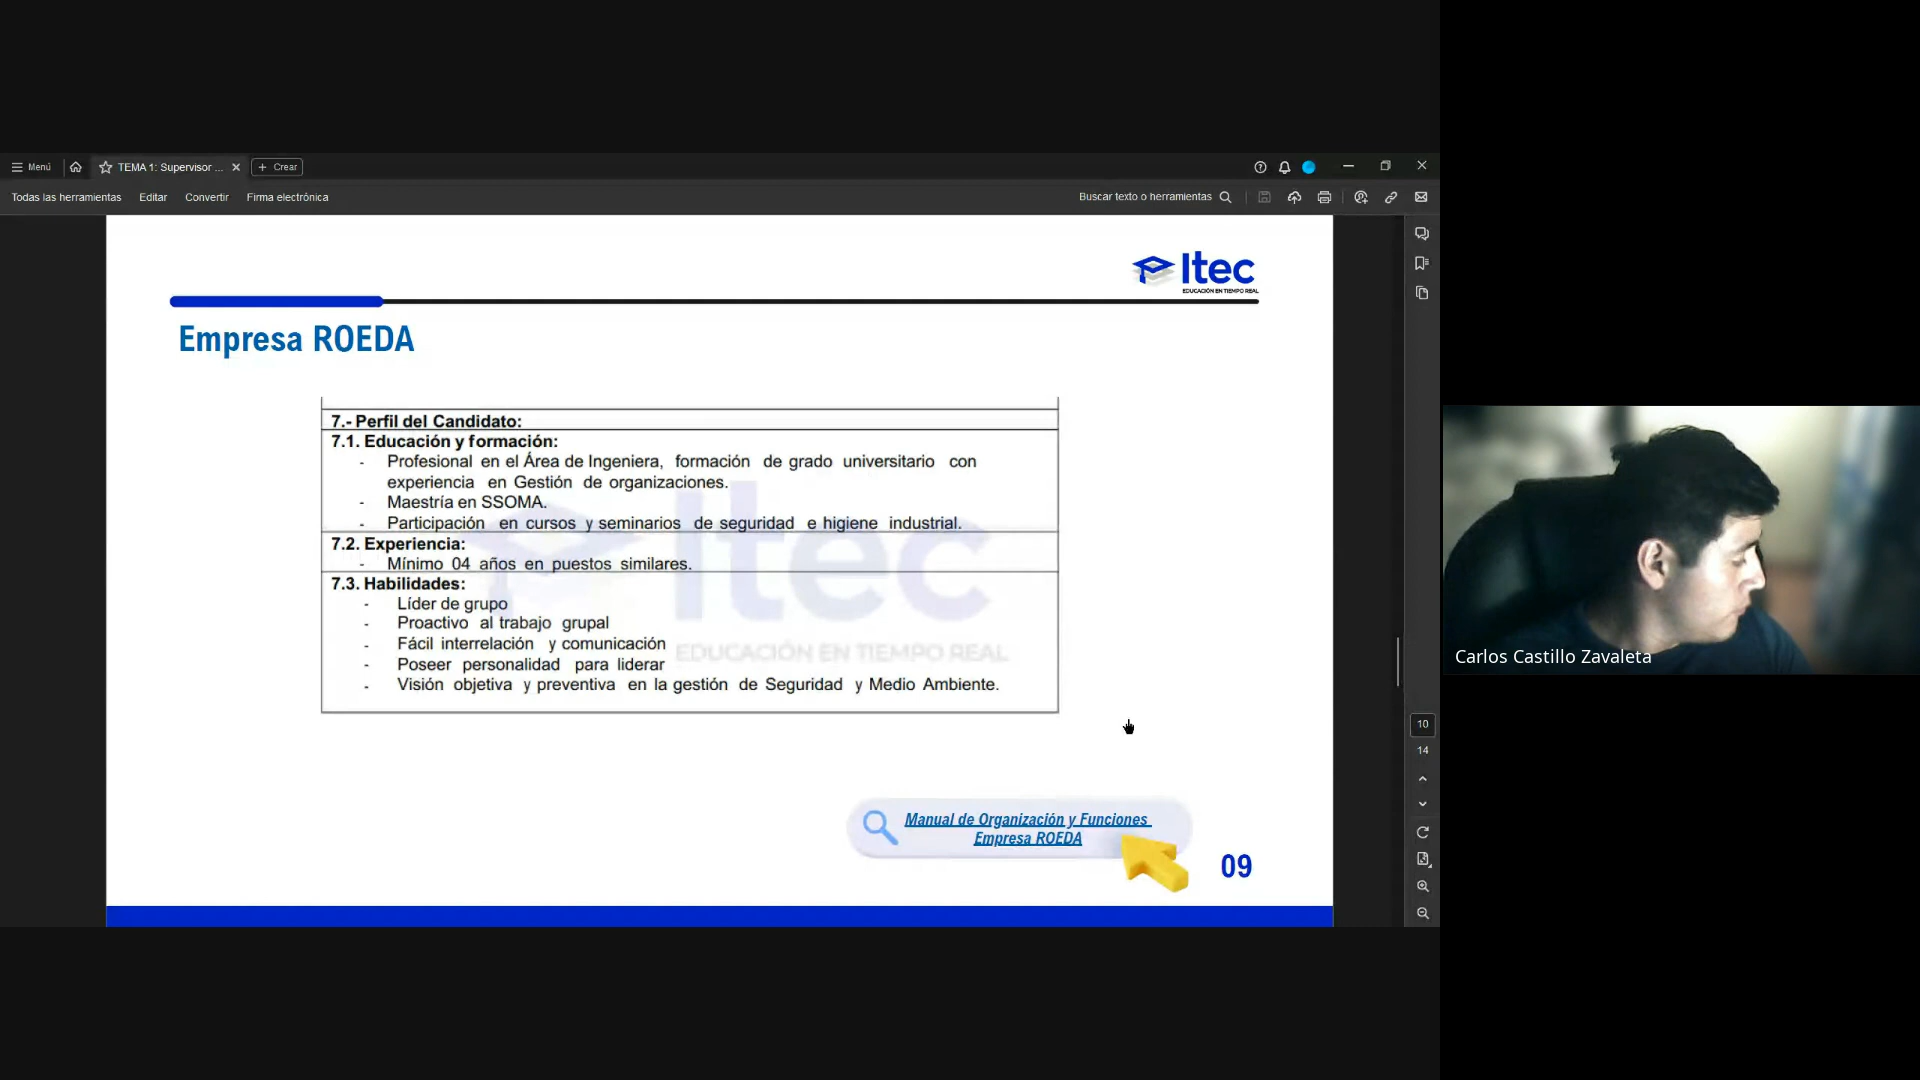 Menú
TEMA 1: Supervisor ...
Crear
Todas las herramientas
Editar
Convertir
Firma electrónica
Buscar texto o herramientas
Itec
EDUCACIÓN EN TIEMPO REAL
Empresa ROEDA
7.- Perfil del Candidato:
7.1. Educación y formación:
- Profesional en el Área de Ingeniera, formación de grado universitario con
experiencia en Gestión de organizaciones.
- Maestría en SSOMA.
- Participación en cursos y seminarios de seguridad e higiene industrial.
7.2. Experiencia:
- Mínimo 04 años en puestos similares.
7.3. Habilidades:
- Líder de grupo
- Proactivo al trabajo grupal
- Fácil interrelación y comunicación
- Poseer personalidad para liderar
- Visión objetiva y preventiva en la gestión de Seguridad y Medio Ambiente.
Itec
EDUCACIÓN EN TIEMPO REAL
Manual de Organización y Funciones
Empresa ROEDA
09
10
14
Carlos Castillo Zavaleta